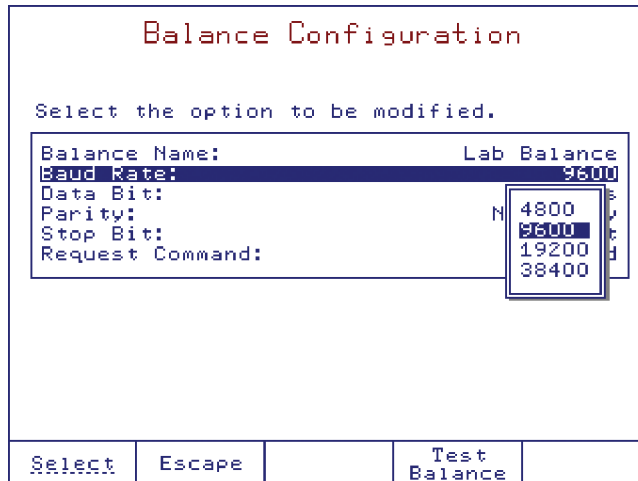 Balance Configuration
Select the option to be modified.
Balance Name: Lab Balance
Baud Rate: 9600
Data Bit:
Parity:
Stop Bit:
Request Command:
4800
9600
19200
38400
Select
Escape
Test
Balance